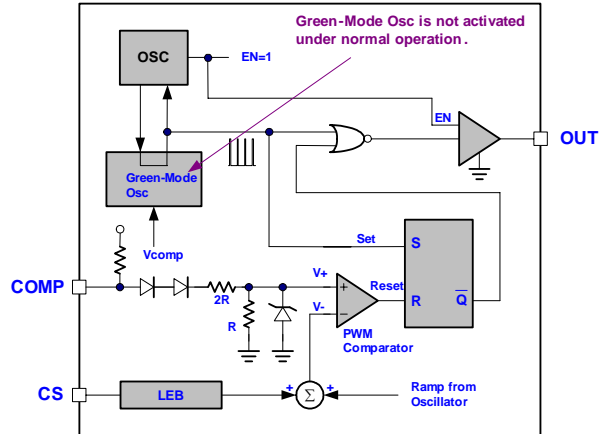 Green-Mode Osc is not activated
under normal operation .
OSC
EN=1
EN
OUT
Green-Mode
Osc
Vcomp
Set
S
COMP
2R
R
V+
V-
+
−
Reset
R
Q
PWM
Comparator
CS
LEB
+
Σ
+
Ramp from
Oscillator